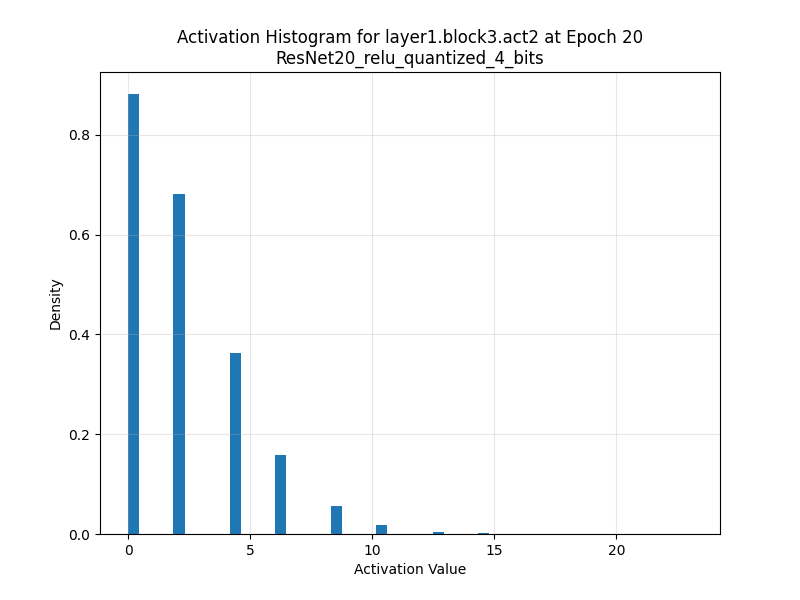 Activation Histogram for layer1.block3.act2 at Epoch 20
ResNet20_relu_quantized_4_bits
Density
0.8
0.6
0.4
0.2
0.0
0 5 10 15 20
Activation Value